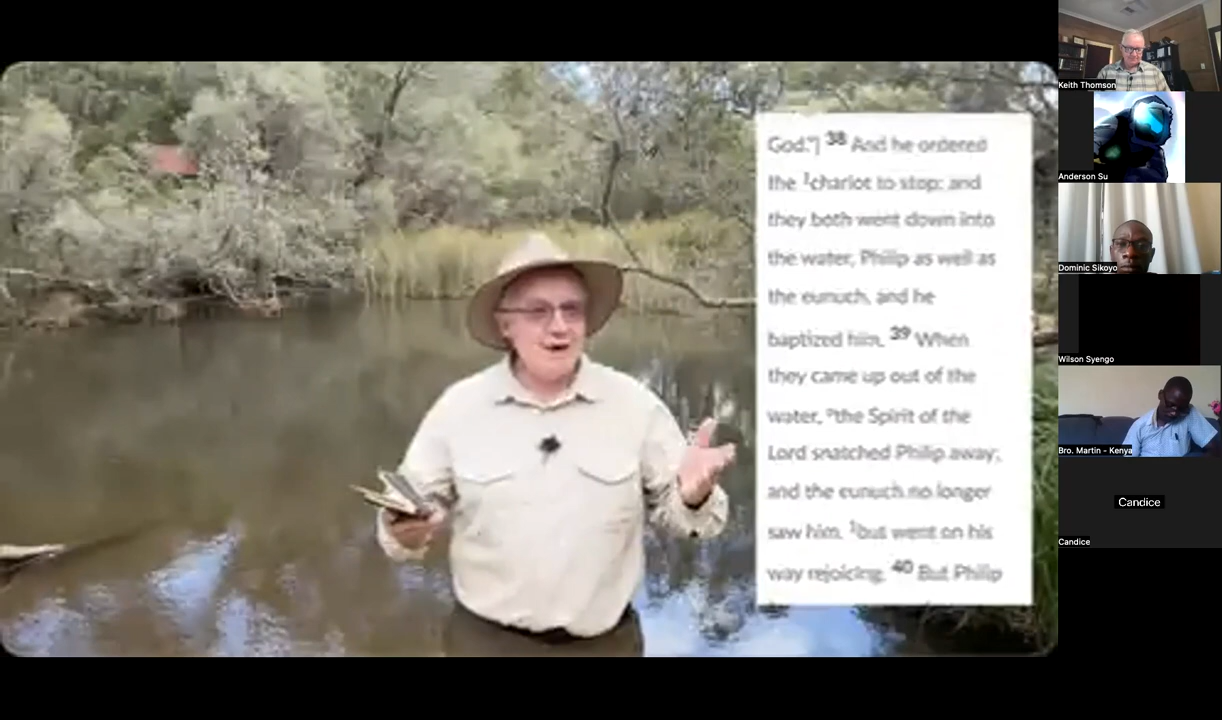 God."] 38 And he ordered
the 1chariot to stop; and
they both went down into
the water, Philip as well as
the eunuch, and he
baptized him. 39 When
they came up out of the
water, athe Spirit of the
Lord snatched Philip away;
and the eunuch no longer
saw him, 1but went on his
way rejoicing. 40 But Philip
Keith Thomson
Anderson Su
Dominic Sikoyo
Wilson Syengo
Bro. Martin - Kenya
Candice
Candice